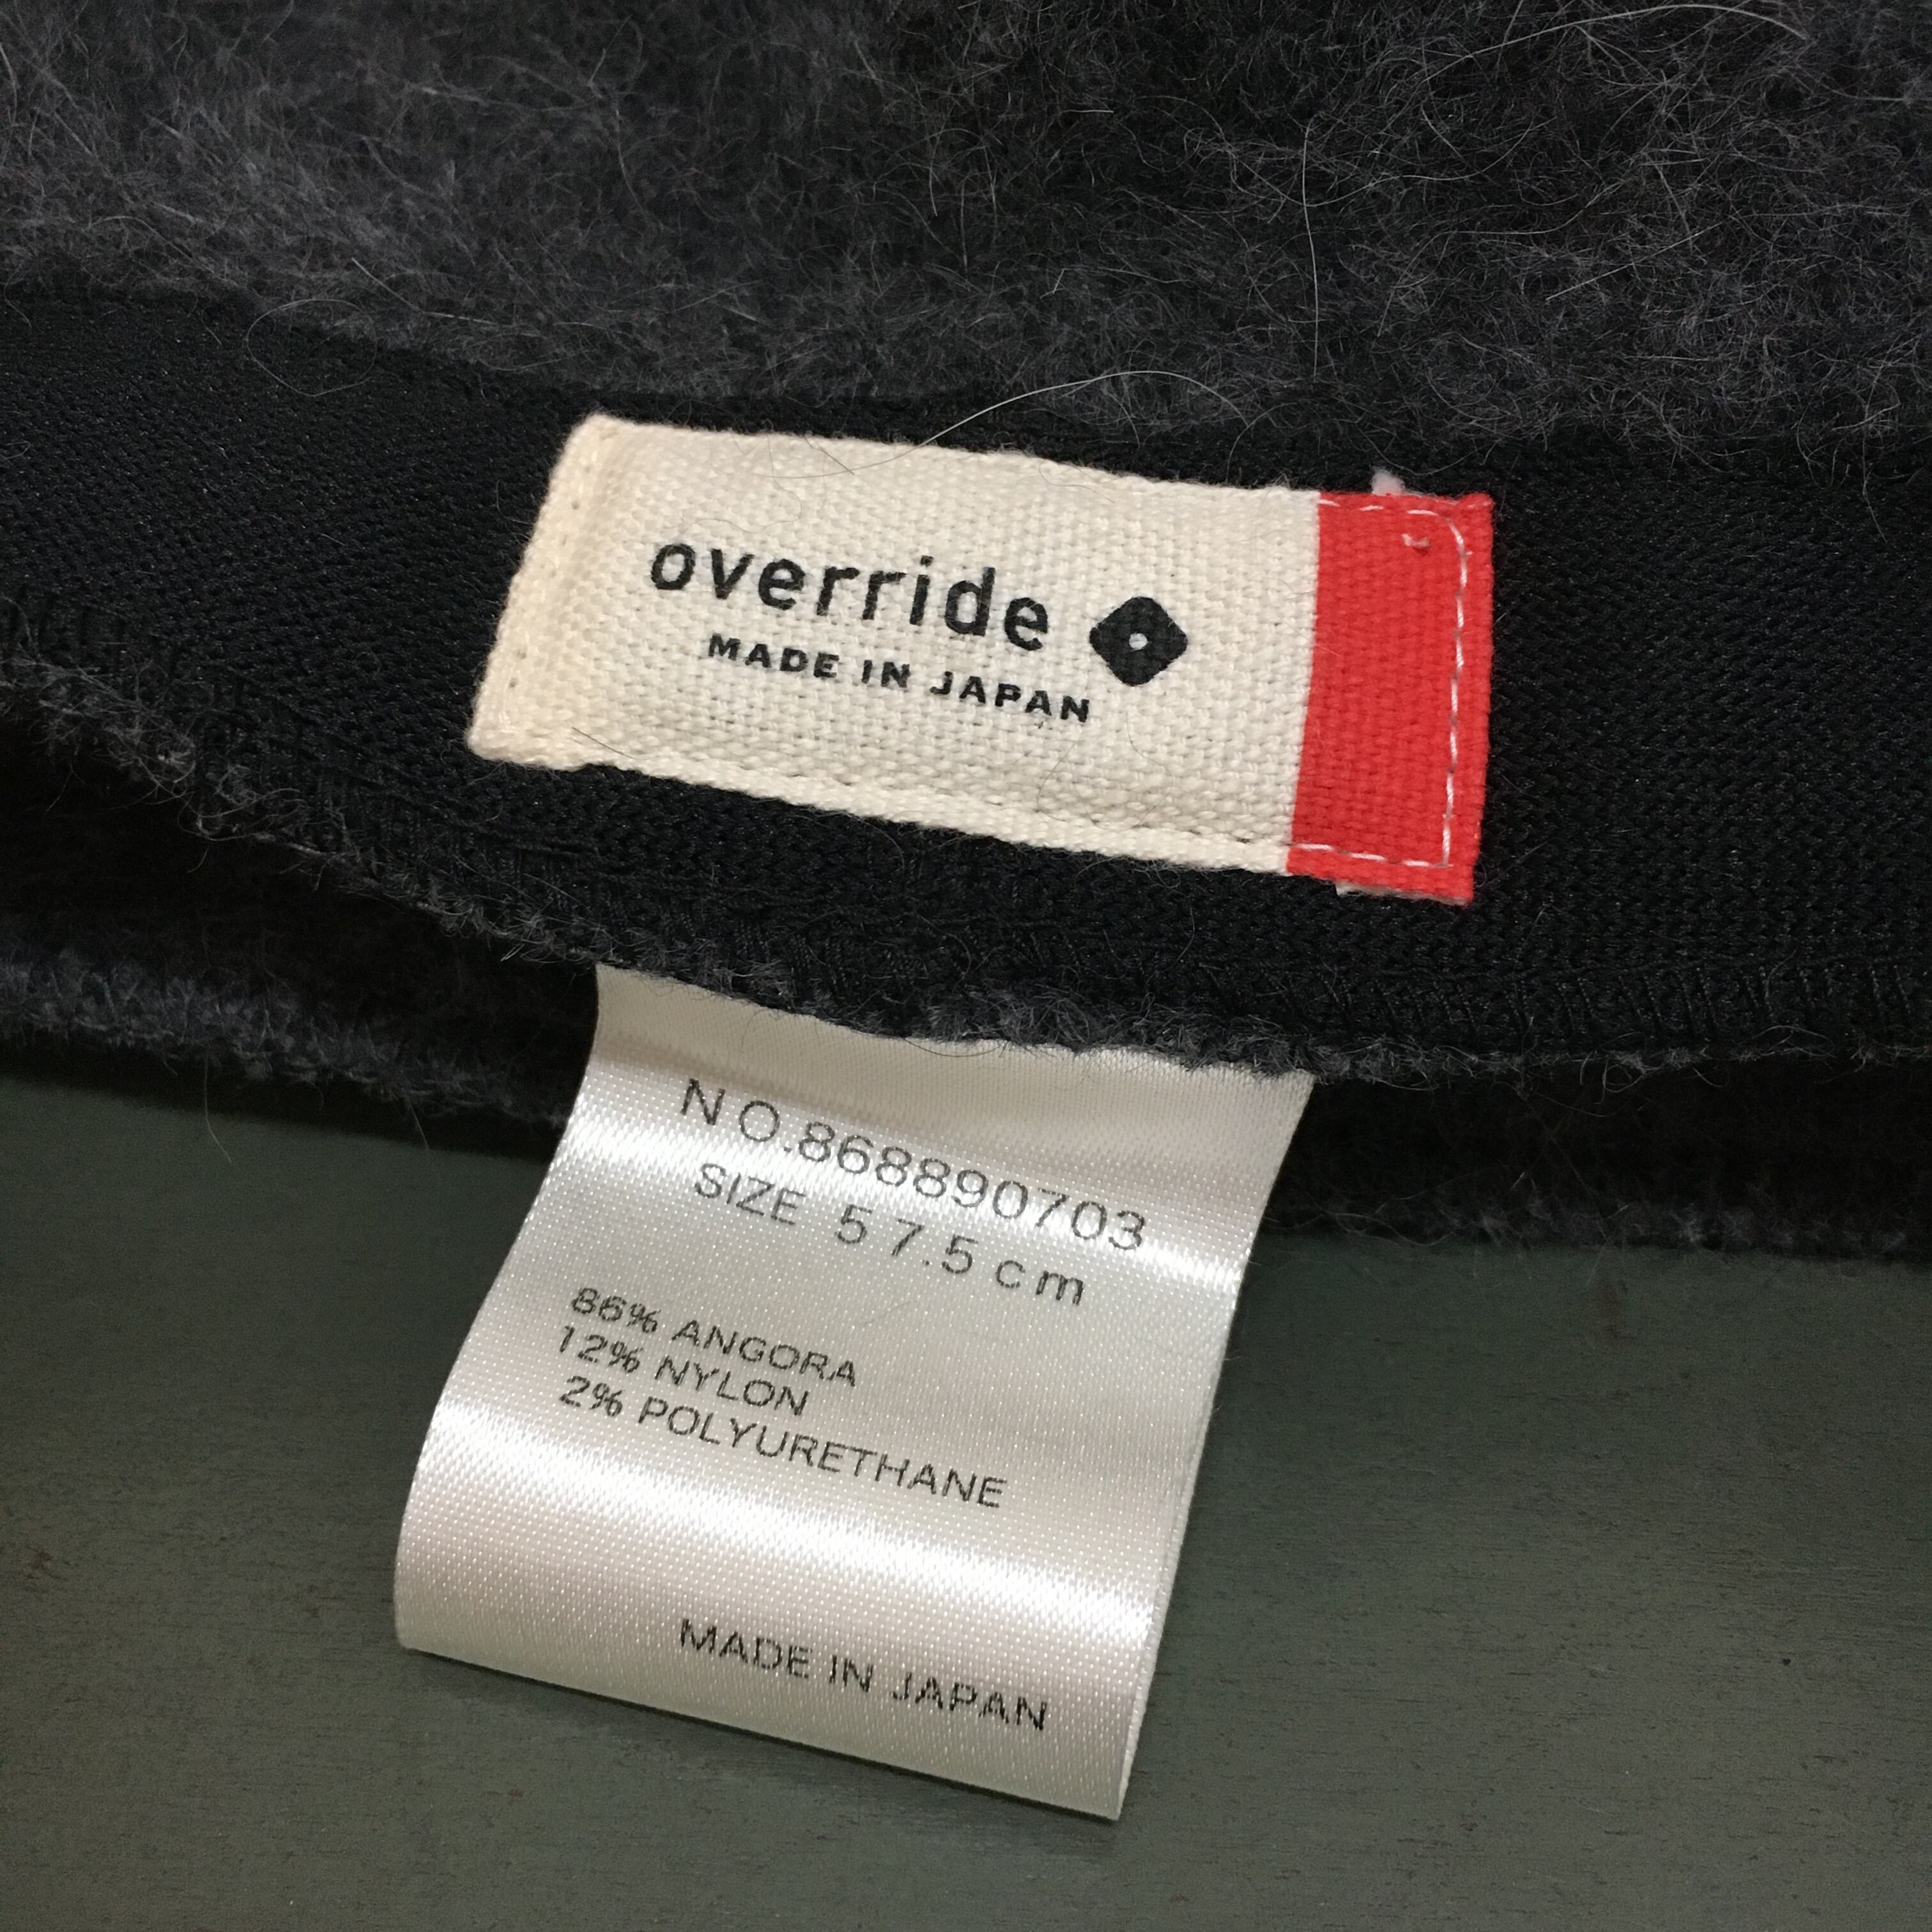 override
MADE IN JAPAN
NO.868890703
SIZE 57.5cm
86% ANGORA
12% NYLON
2% POLYURETHANE
MADE IN JAPAN